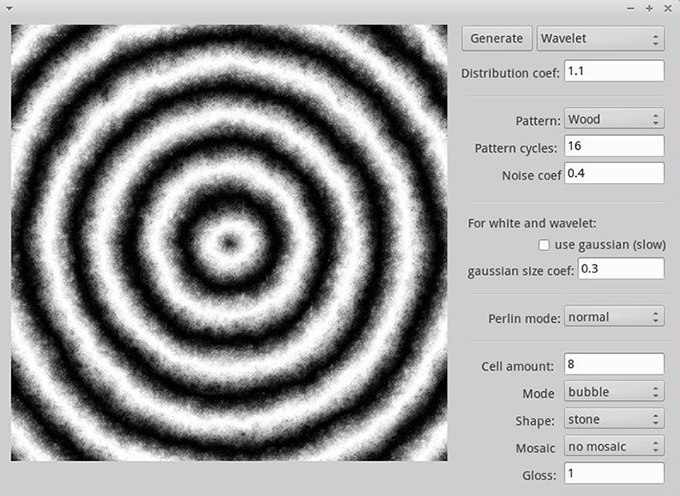 Generate Wavelet
Distribution coef: 1.1
Pattern: Wood
Pattern cycles: 16
Noise coef 0.4
For white and wavelet:
use gaussian (slow)
gaussian size coef: 0.3
Perlin mode: normal
Cell amount: 8
Mode bubble
Shape: stone
Mosaic no mosaic
Gloss: 1